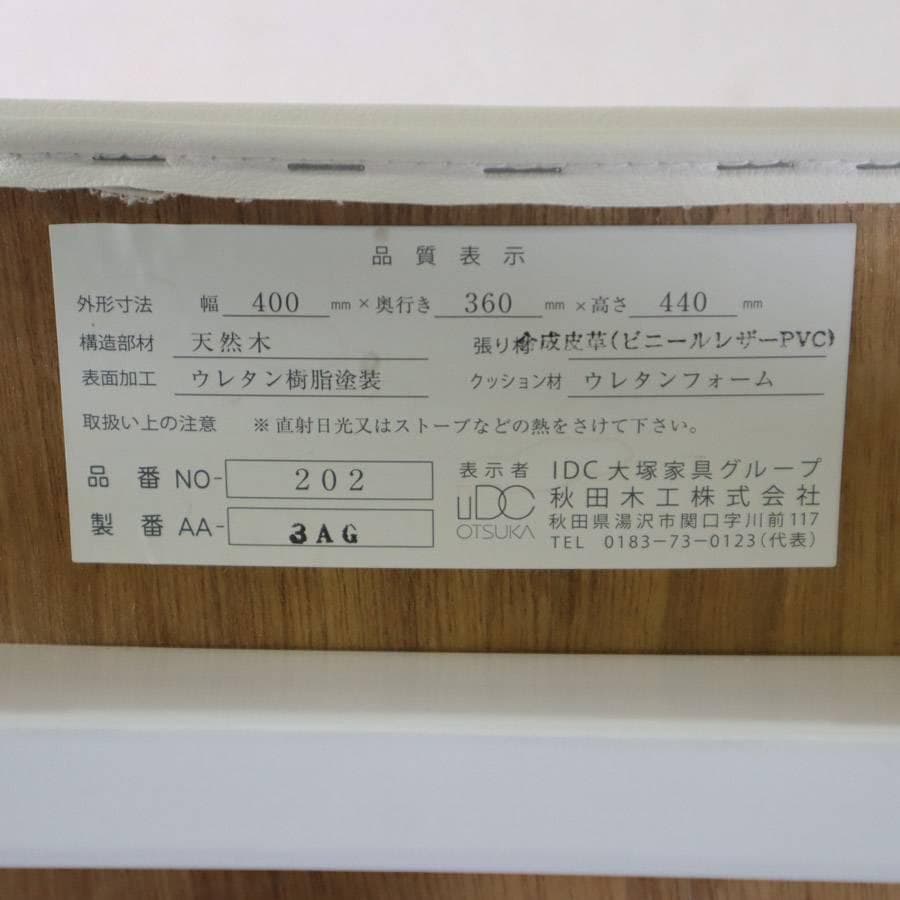 品質表示
外形寸法 幅 400 mm × 奥行き 360 mm × 高さ 440 mm
構造部材 天然木 張り材 合成皮革(ビニールレザーPVC)
表面加工 ウレタン樹脂塗装 クッション材 ウレタンフォーム
取扱い上の注意 ※直射日光又はストーブなどの熱をさけて下さい。
品番 NO- 202
製番 AA- 3AG
表示者 IDC大塚家具グループ
IDC OTSUKA
秋田木工株式会社
秋田県湯沢市関口字川前117
TEL 0183-73-0123(代表)